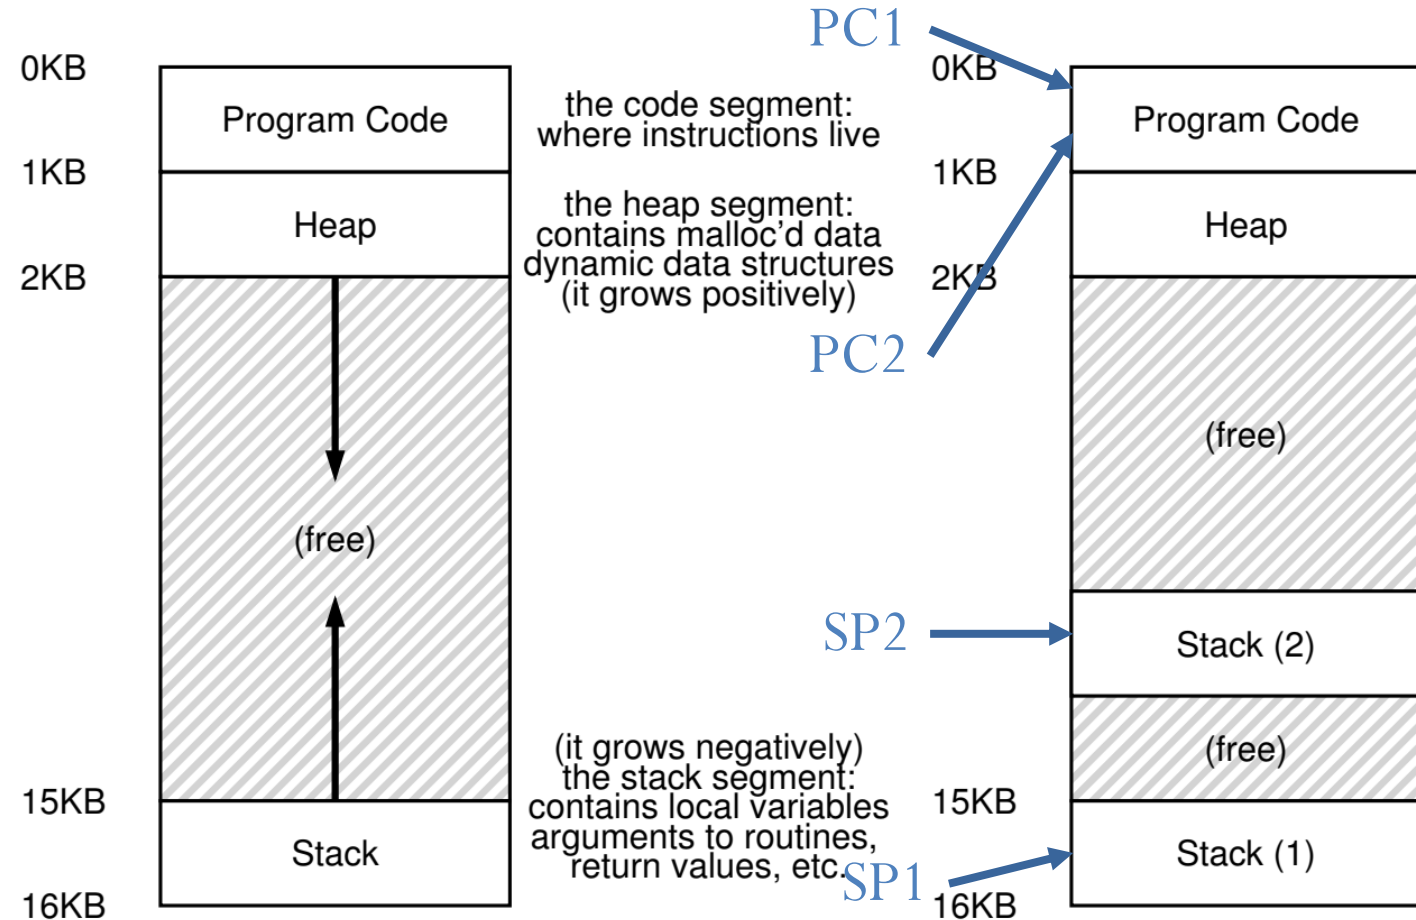 0KB
Program Code
1KB
Heap
2KB
(free)
15KB
Stack
16KB
the code segment:
where instructions live
the heap segment:
contains malloc'd data
dynamic data structures
(it grows positively)
(it grows negatively)
the stack segment:
contains local variables
arguments to routines,
return values, etc.
PC1
PC2
SP2
SP1
0KB
Program Code
1KB
Heap
2KB
(free)
Stack (2)
(free)
15KB
Stack (1)
16KB